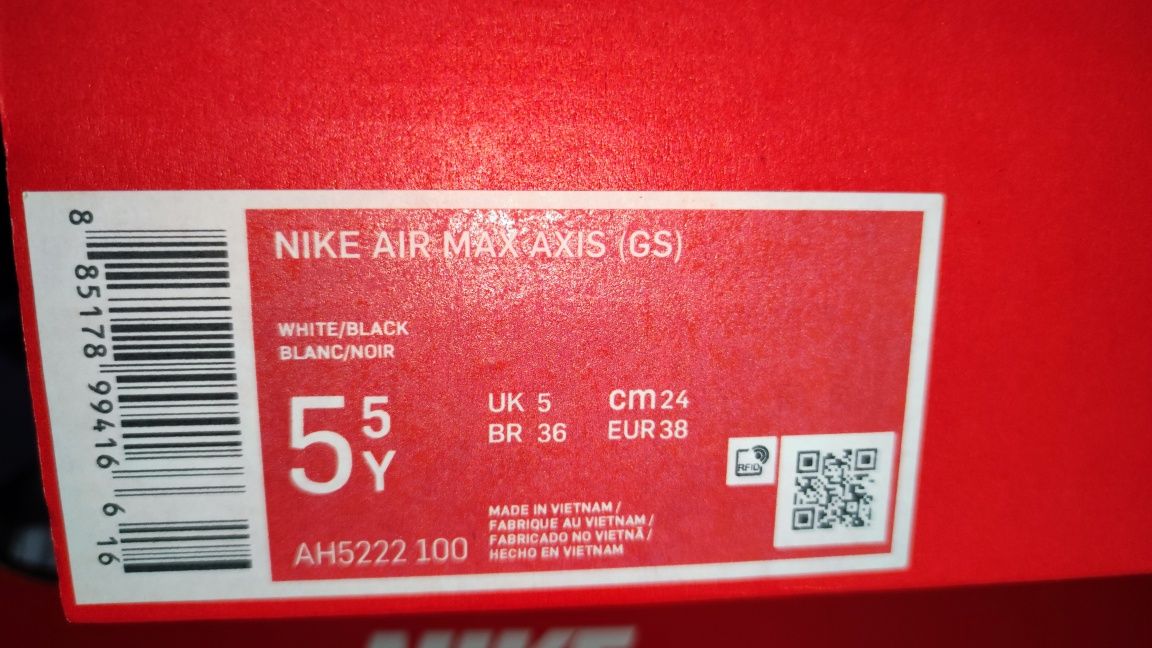 NIKE AIR MAX AXIS (GS)
WHITE/BLACK
BLANC/NOIR
5 5 Y
UK 5
BR 36
cm 24
EUR 38
AH5222 100
MADE IN VIETNAM /
FABRIQUE AU VIETNAM /
FABRICADO NO VIETNÃ /
HECHO EN VIETNAM
RFID
8 85178 99416 6 16
NIKE